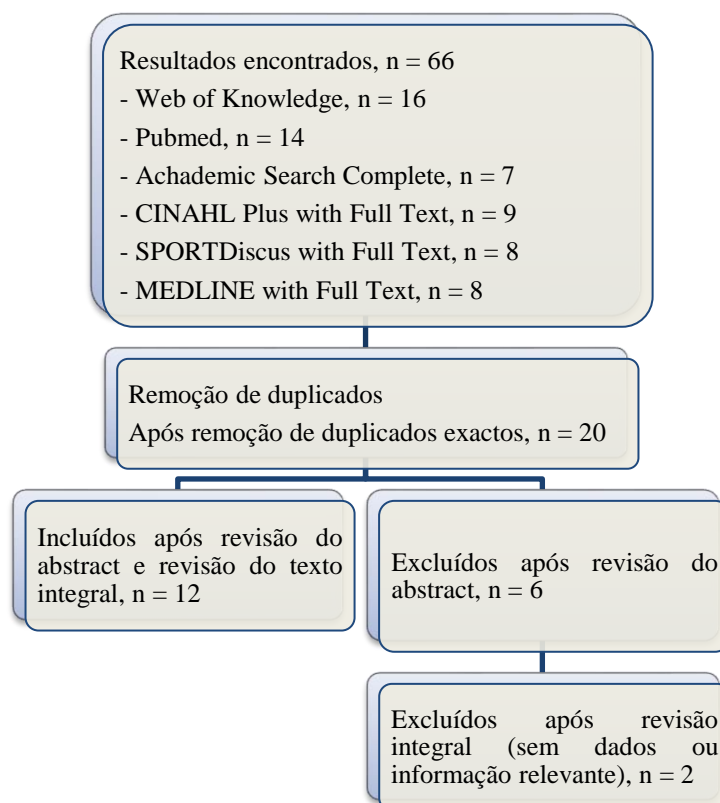 Resultados encontrados, n = 66
- Web of Knowledge, n = 16
- Pubmed, n = 14
- Achademic Search Complete, n = 7
- CINAHL Plus with Full Text, n = 9
- SPORTDiscus with Full Text, n = 8
- MEDLINE with Full Text, n = 8
Remoção de duplicados
Após remoção de duplicados exactos, n = 20
Incluídos após revisão do
abstract e revisão do texto
integral, n = 12
Excluídos após revisão do
abstract, n = 6
Excluídos após revisão
integral (sem dados ou
informação relevante), n = 2